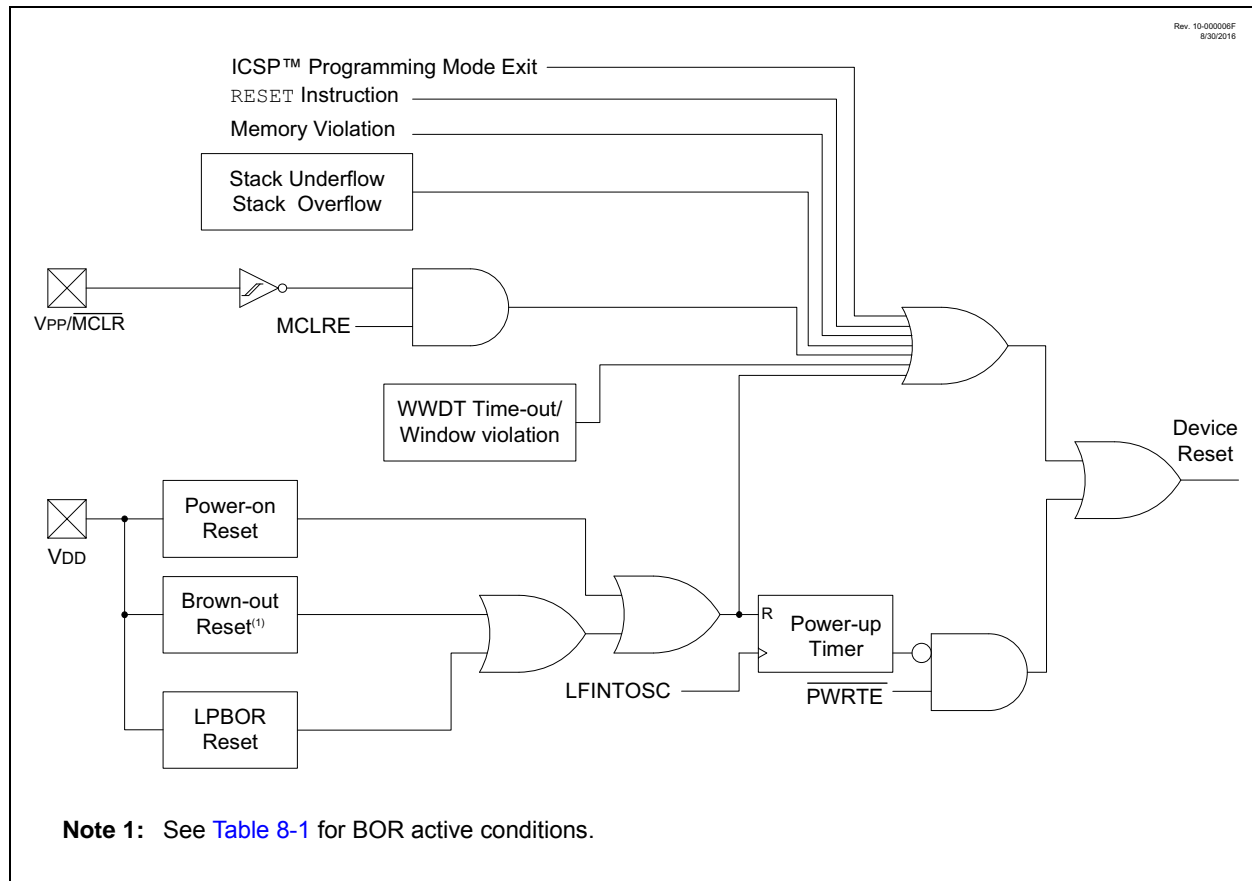 Rev. 10-000006F
8/30/2016
ICSP™ Programming Mode Exit
RESET Instruction
Memory Violation
Stack Underflow
Stack Overflow
VPP/MCLR
MCLRE
WWDT Time-out/
Window violation
Device
Reset
Power-on
Reset
VDD
Brown-out
Reset(1)
R
Power-up
Timer
LFINTOSC
PWRTE
LPBOR
Reset
Note 1: See Table 8-1 for BOR active conditions.